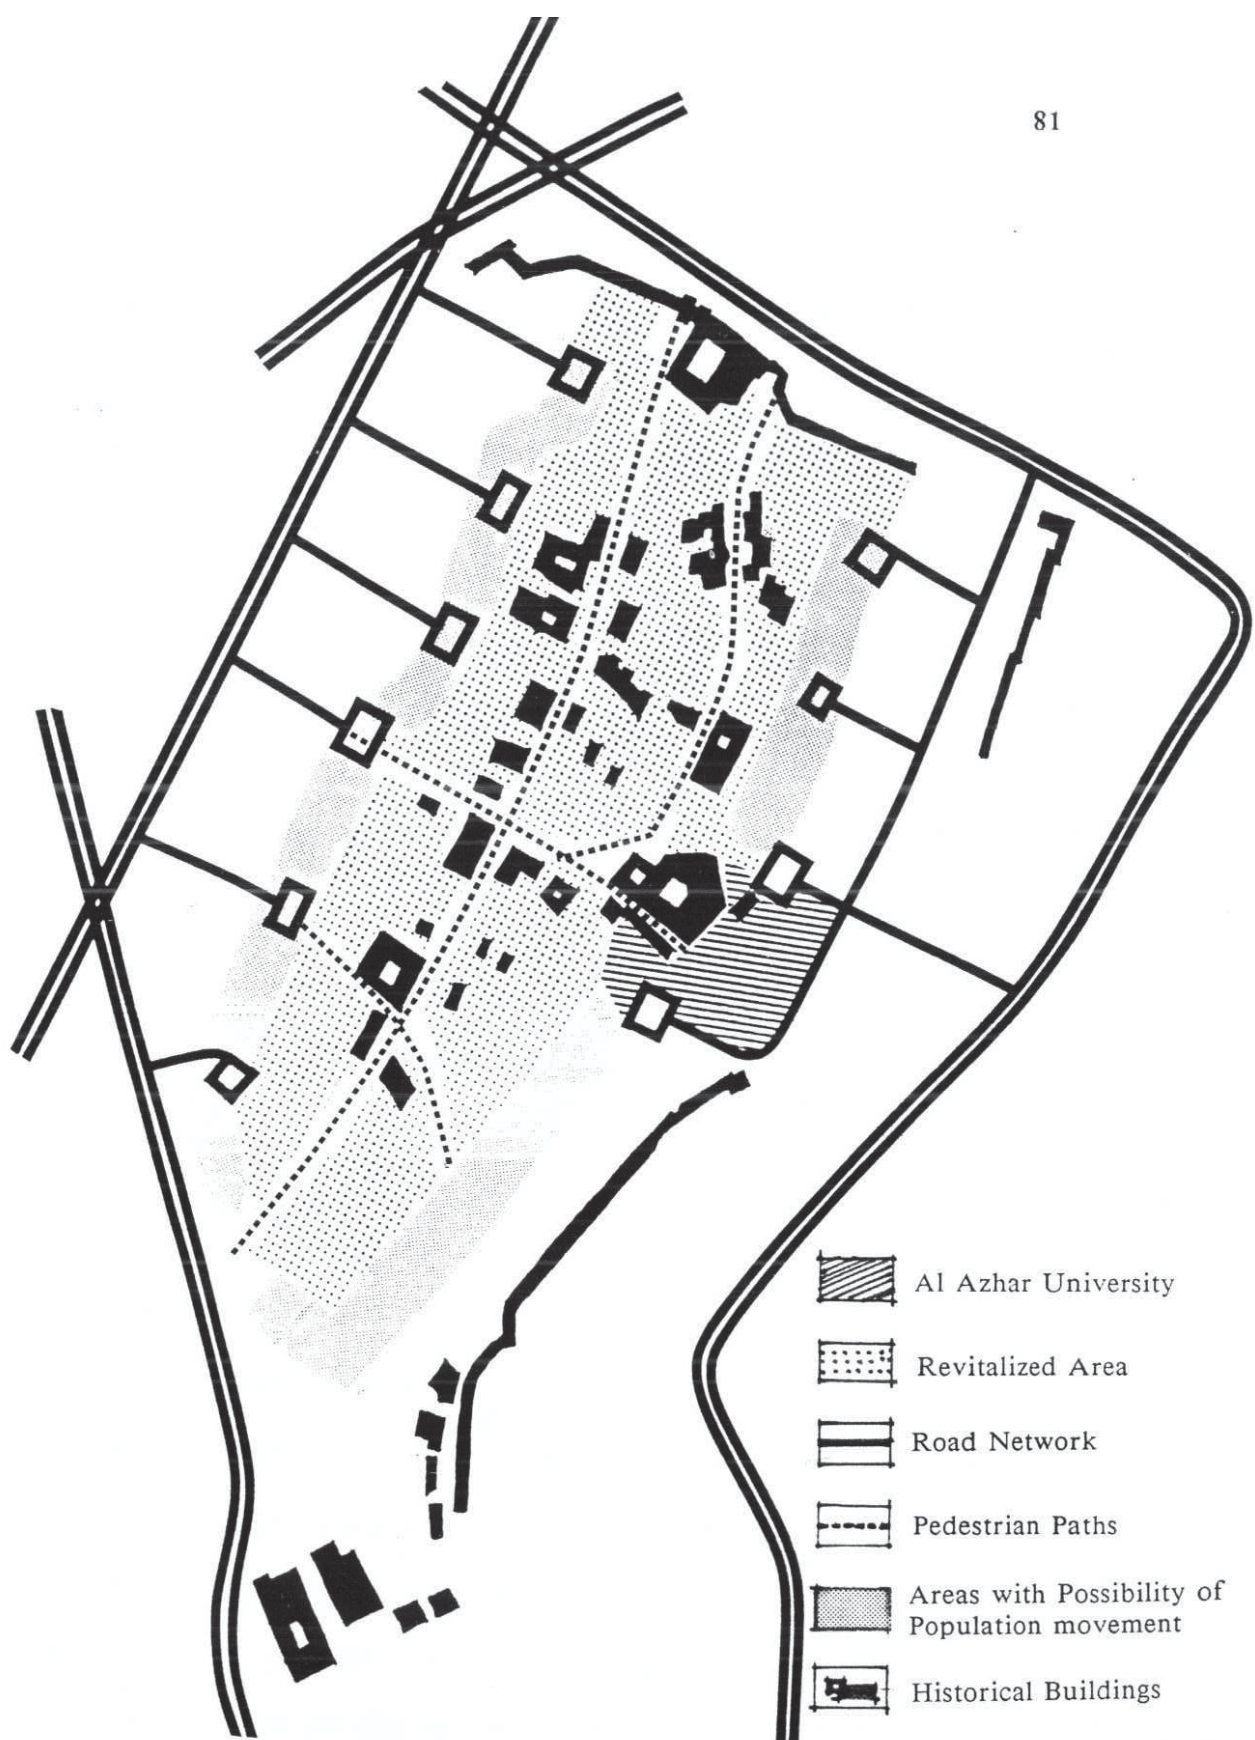 81
Al Azhar University
Revitalized Area
Road Network
Pedestrian Paths
Areas with Possibility of
Population movement
Historical Buildings